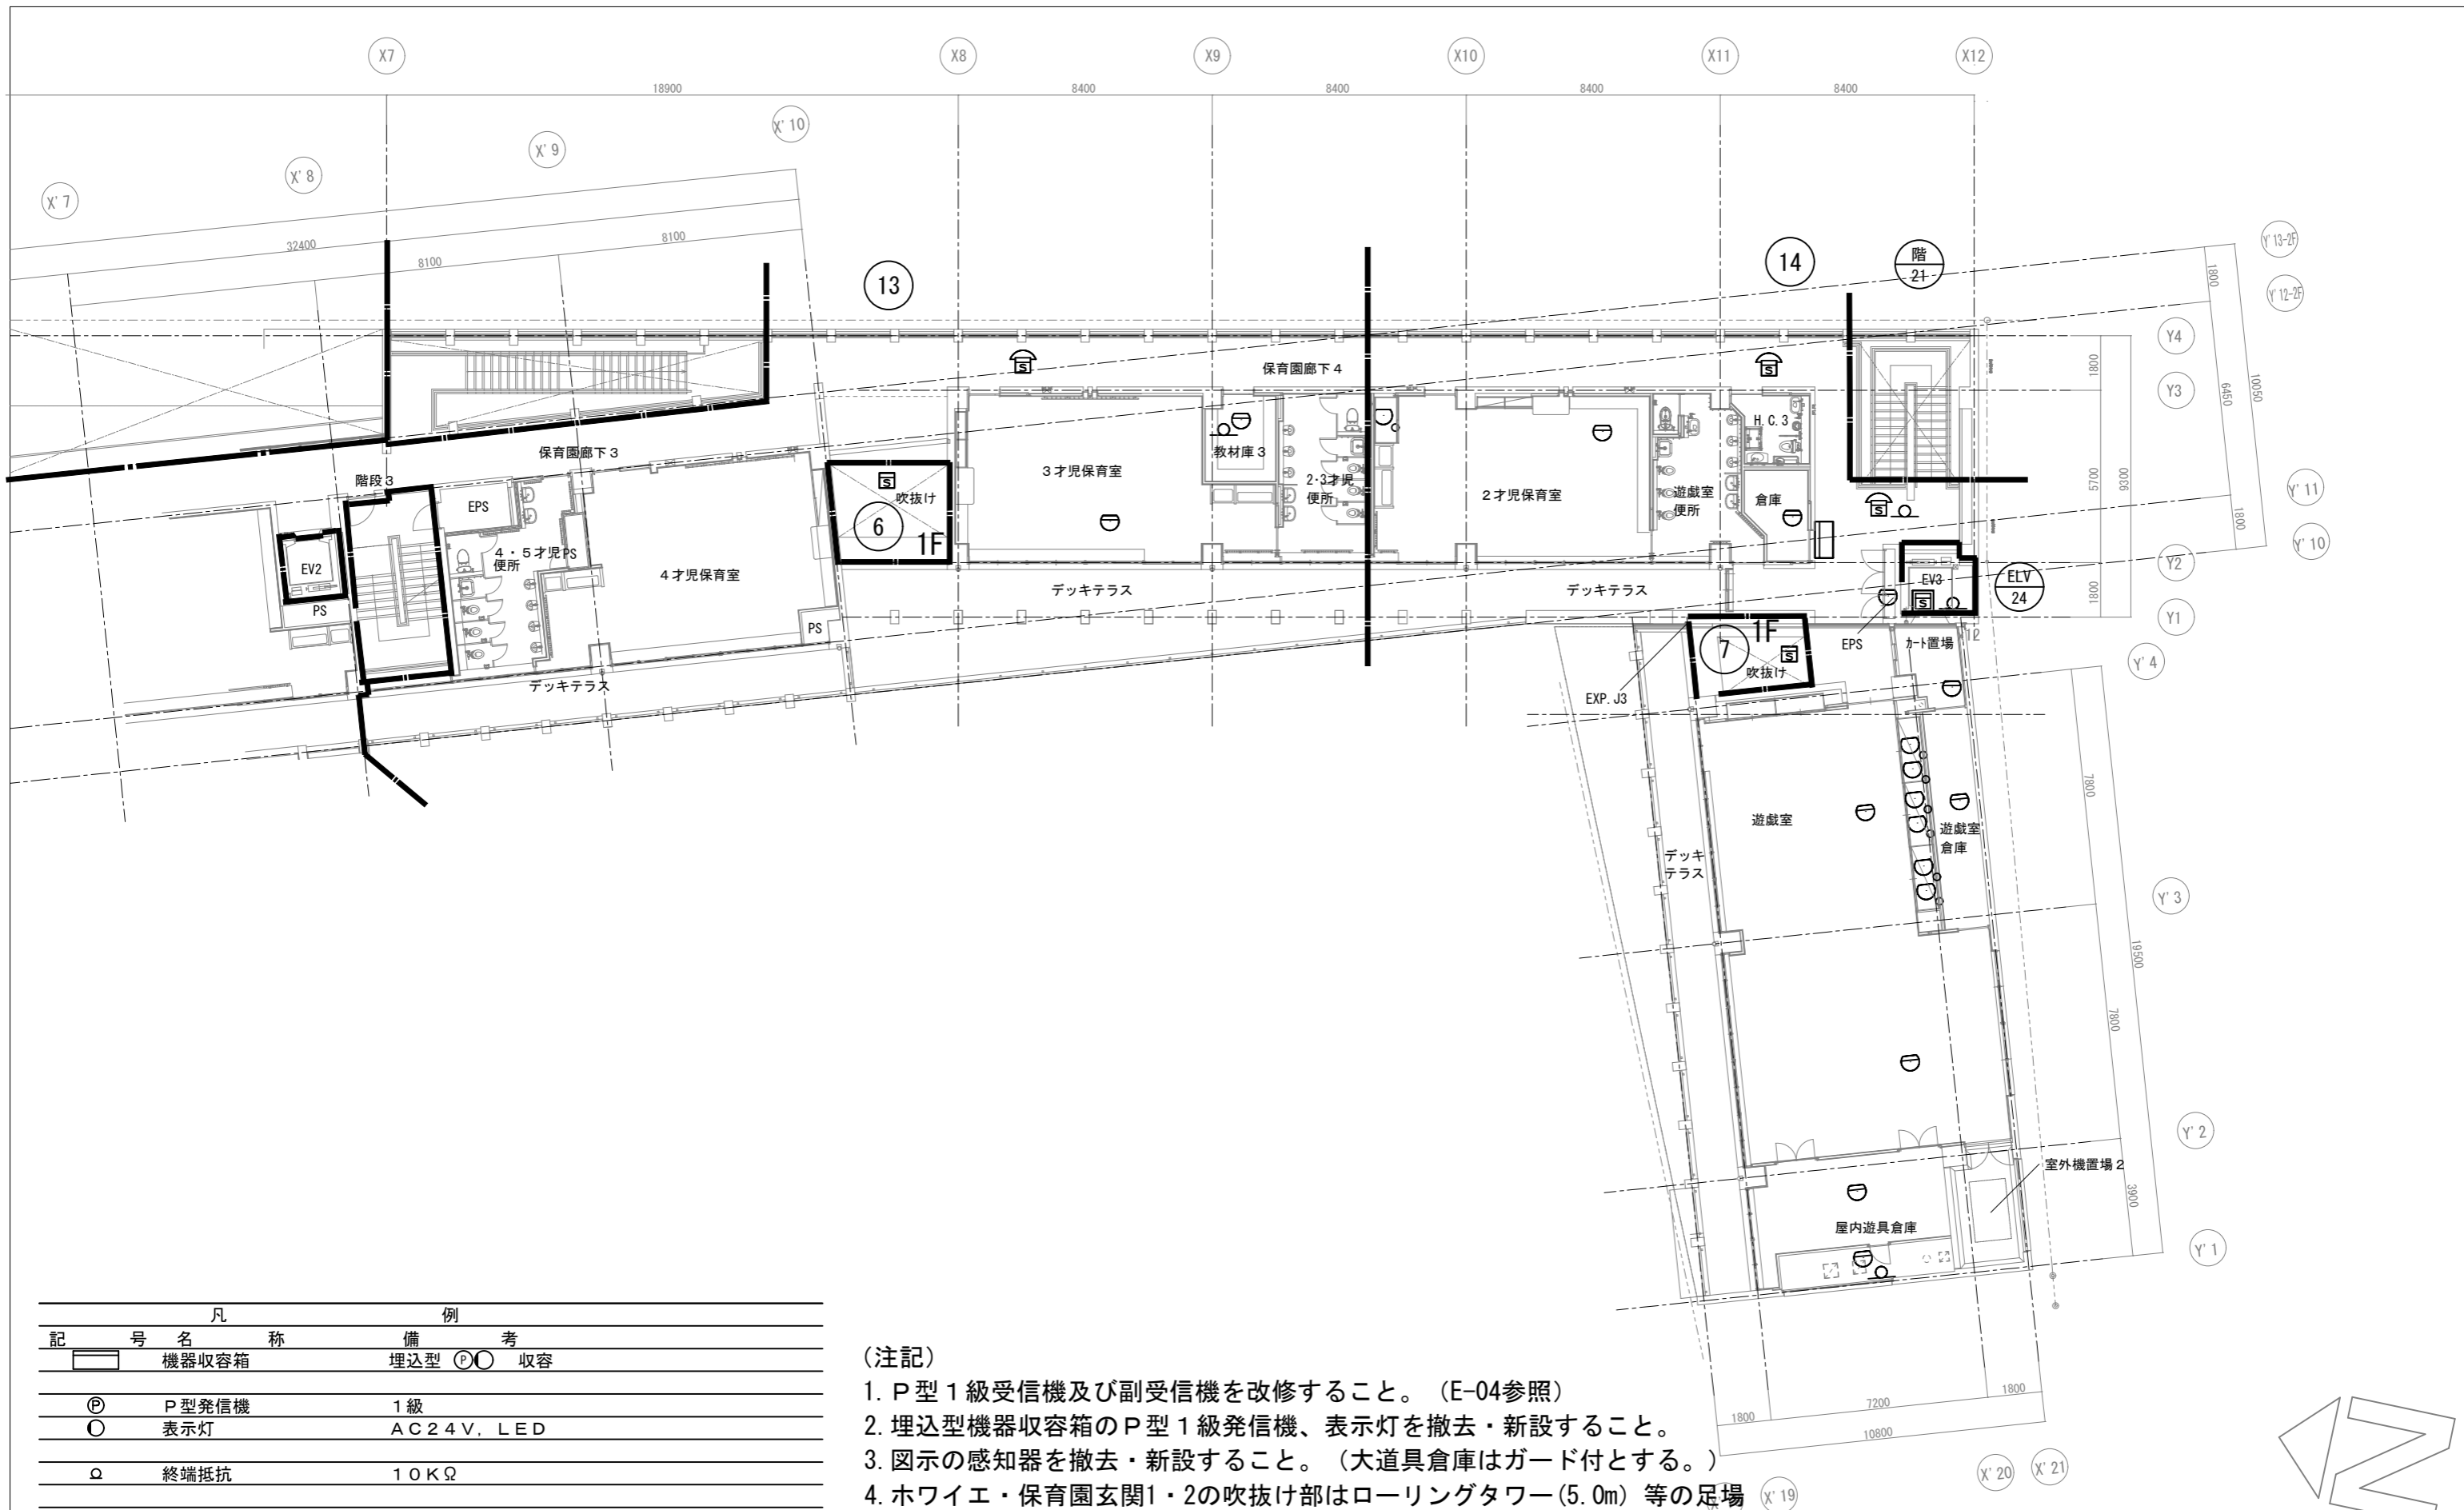 X7
X8
X9
X10
X11
X12
18900
8400
8400
8400
8400
X' 7
X' 8
X' 9
X' 10
32400
8100
8100
13
14
階
21
Y' 13-2F
Y' 12-2F
1800
6450
10050
1800
Y4
Y3
Y' 11
Y' 10
Y2
Y1
1800
5700
9300
1800
保育園廊下4
保育園廊下3
階段3
EPS
EV2
PS
4・5才児
便所
PS
4才児保育室
PS
S
吹抜け
6
1F
S
3才児保育室
教材庫3
2・3才児
便所
2才児保育室
遊戯室
便所
H.C.3
倉庫
S
S
EV3
S
ELV
24
デッキテラス
デッキテラス
デッキテラス
EXP.J3
7
1F
S
吹抜け
EPS
カート置場
12
Y' 4
遊戯室
遊戯室
倉庫
デッキ
テラス
7800
19500
7800
3900
Y' 3
Y' 2
Y' 1
室外機置場2
屋内遊具倉庫
1800
7200
1800
10800
X' 19
X' 20
X' 21
凡 例
記 号 名 称 備 考
機器収容箱 埋込型 P 収容
P P型発信機 1級
表示灯 AC24V, LED
Ω 終端抵抗 10KΩ
(注記)
1. P型1級受信機及び副受信機を改修すること。(E-04参照)
2. 埋込型機器収容箱のP型1級発信機、表示灯を撤去・新設すること。
3. 図示の感知器を撤去・新設すること。(大道具倉庫はガード付とする。)
4. ホワイエ・保育園玄関1・2の吹抜け部はローリングタワー(5.0m) 等の足場